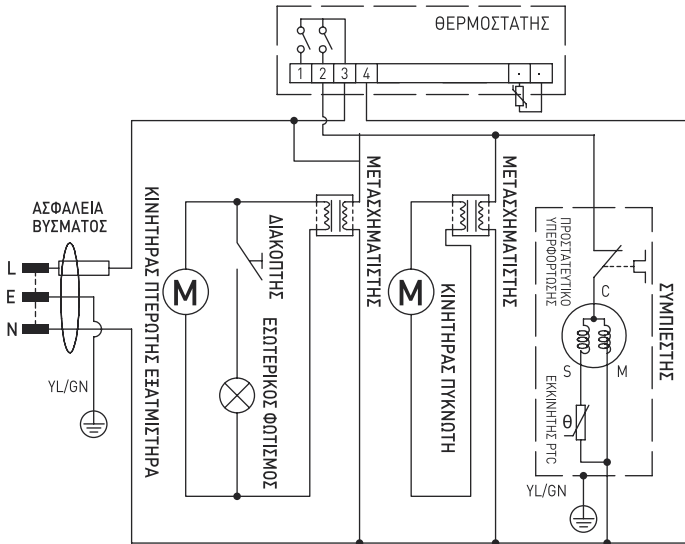 ΘΕΡΜΟΣΤΑΤΗΣ
1 2 3 4
ΑΣΦΑΛΕΙΑ
ΒΥΣΜΑΤΟΣ
L
E
N
YL/GN
ΚΙΝΗΤΗΡΑΣ ΠΤΕΡΩΤΗΣ ΕΞΑΤΜΙΣΤΗΡΑ
M
ΔΙΑΚΟΠΤΗΣ
ΕΣΩΤΕΡΙΚΟΣ ΦΩΤΙΣΜΟΣ
ΜΕΤΑΣΧΗΜΑΤΙΣΤΗΣ
M
ΚΙΝΗΤΗΡΑΣ ΠΥΚΝΩΤΗ
ΜΕΤΑΣΧΗΜΑΤΙΣΤΗΣ
ΠΡΟΣΤΑΤΕΥΤΙΚΟ
ΥΠΕΡΦΟΡΤΩΣΗΣ
C
S
M
θ
ΕΚΚΙΝΗΤΗΣ PTC
ΣΥΜΠΙΕΣΤΗΣ
YL/GN